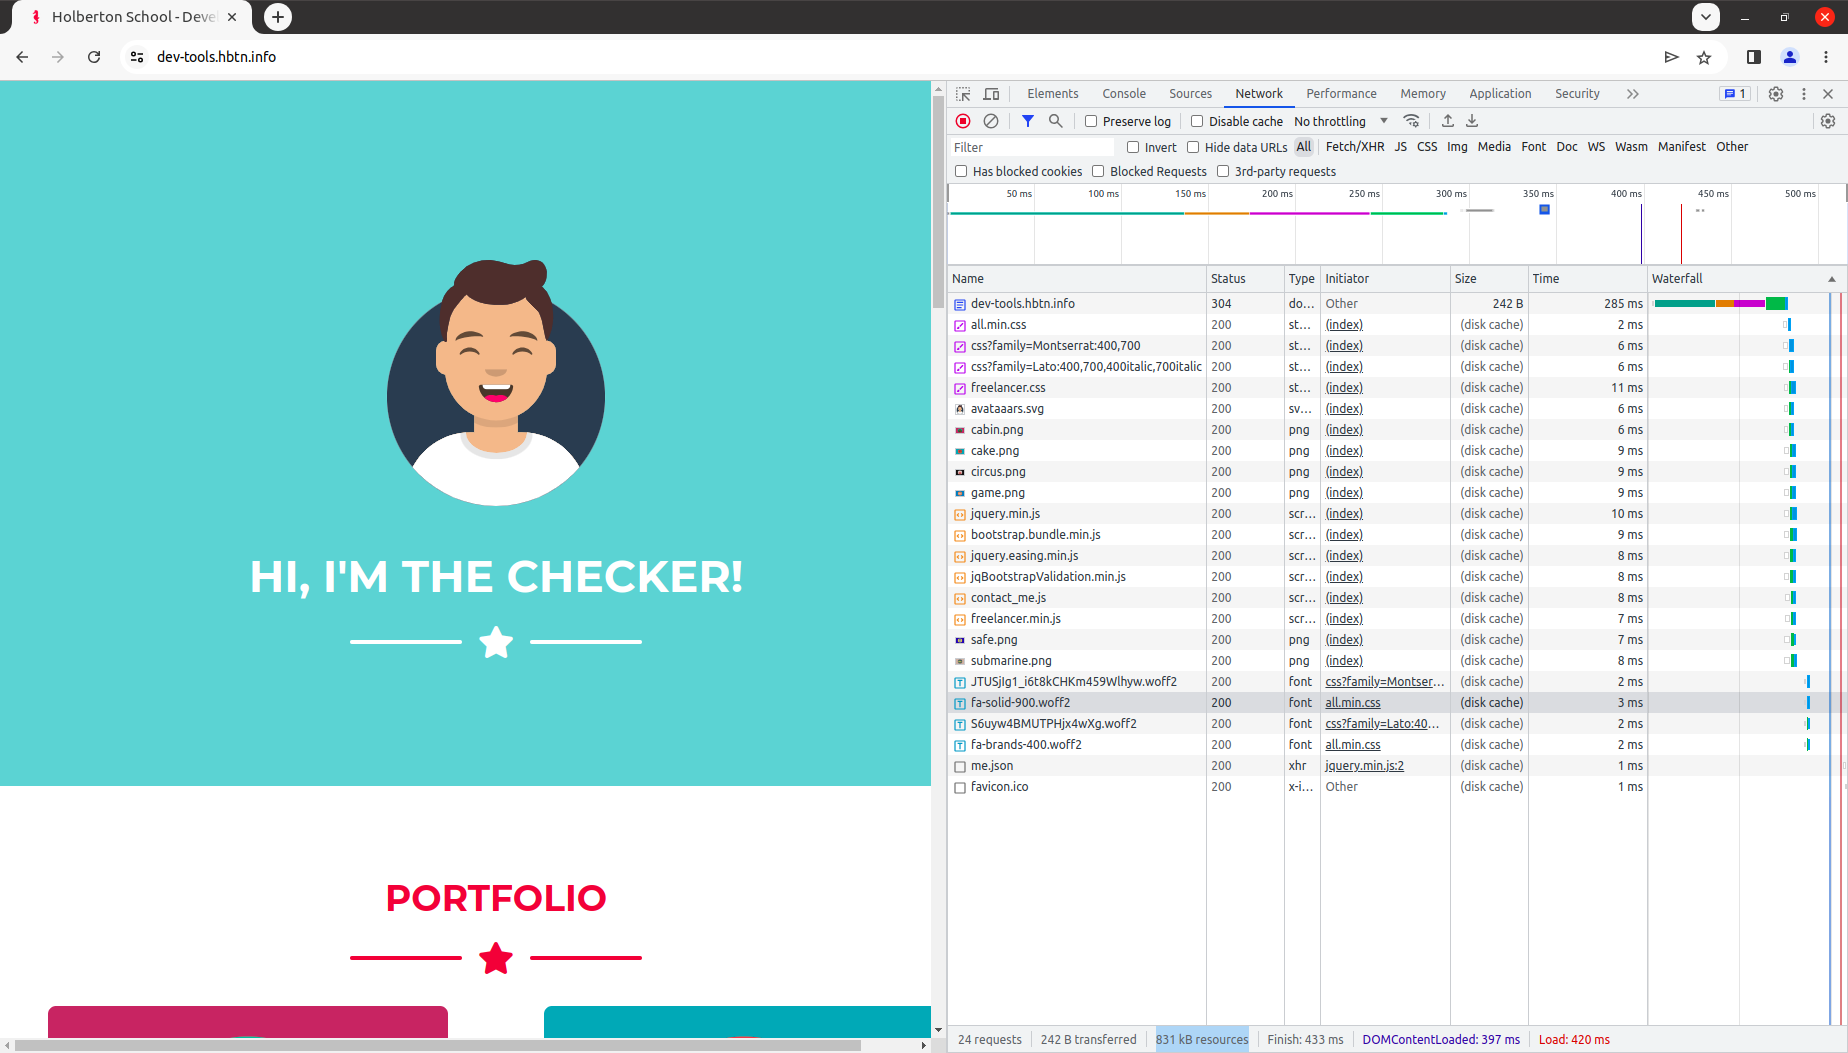 Holberton School - Deve
dev-tools.hbtn.info
HI, I'M THE CHECKER!
PORTFOLIO
Elements Console Sources Network Performance Memory Application Security 1
Preserve log Disable cache No throttling
Filter Invert Hide data URLs All Fetch/XHR JS CSS Img Media Font Doc WS Wasm Manifest Other
Has blocked cookies Blocked Requests 3rd-party requests
50 ms 100 ms 150 ms 200 ms 250 ms 300 ms 350 ms 400 ms 450 ms 500 ms
Name Status Type Initiator Size Time Waterfall
dev-tools.hbtn.info 304 do... Other 242 B 285 ms
all.min.css 200 st... (index) (disk cache) 2 ms
css?family=Montserrat:400,700 200 st... (index) (disk cache) 6 ms
css?family=Lato:400,700,400italic,700italic 200 st... (index) (disk cache) 6 ms
freelancer.css 200 st... (index) (disk cache) 11 ms
avataaars.svg 200 sv... (index) (disk cache) 6 ms
cabin.png 200 png (index) (disk cache) 6 ms
cake.png 200 png (index) (disk cache) 9 ms
circus.png 200 png (index) (disk cache) 9 ms
game.png 200 png (index) (disk cache) 9 ms
jquery.min.js 200 scr... (index) (disk cache) 10 ms
bootstrap.bundle.min.js 200 scr... (index) (disk cache) 9 ms
jquery.easing.min.js 200 scr... (index) (disk cache) 8 ms
jqBootstrapValidation.min.js 200 scr... (index) (disk cache) 8 ms
contact_me.js 200 scr... (index) (disk cache) 8 ms
freelancer.min.js 200 scr... (index) (disk cache) 7 ms
safe.png 200 png (index) (disk cache) 7 ms
submarine.png 200 png (index) (disk cache) 8 ms
JTUSjIg1_i6t8kCHKm459Wlhyw.woff2 200 font css?family=Montser... (disk cache) 2 ms
fa-solid-900.woff2 200 font all.min.css (disk cache) 3 ms
S6uyw4BMUTPHjx4wXg.woff2 200 font css?family=Lato:40... (disk cache) 2 ms
fa-brands-400.woff2 200 font all.min.css (disk cache) 2 ms
me.json 200 xhr jquery.min.js:2 (disk cache) 1 ms
favicon.ico 200 x-i... Other (disk cache) 1 ms
24 requests 242 B transferred 831 kB resources Finish: 433 ms DOMContentLoaded: 397 ms Load: 420 ms